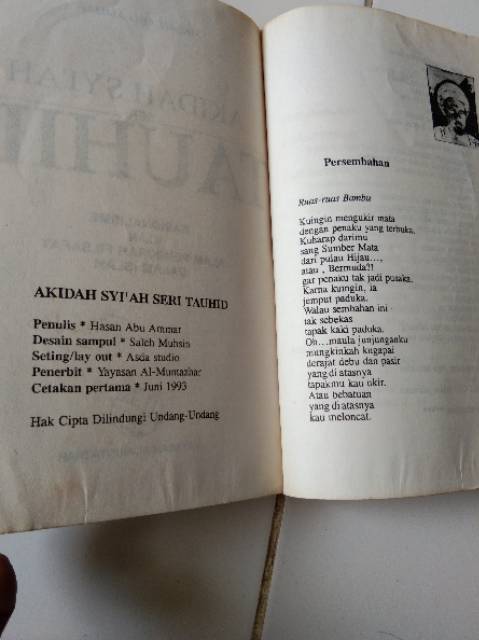 AKIDAH SYI'AH SERI TAUHID
Penulis * Hasan Abu Ammar
Desain sampul * Saleh Muhsin
Seting/lay out * Asda studio
Penerbit * Yayasan Al-Muntazhar
Cetakan pertama * Juni 1993
Hak Cipta Dilindungi Undang-Undang
Persembahan
Ruas-ruas Bambu
Kuingin mengukir mata
dengan penaku yang terbuka,
Kuharap darimu
sang Sumber Mata
dari pulau Hijau...,
atau , Bermuda?!
gar penaku tak jadi pusaka.
Karna kuingin, ia
jemput paduka.
Walau sembahan ini
tak sebekas
tapak kaki paduka.
Oh...maula junjunganku
mungkinkah kugapai
derajat debu dan pasir
yang di atasnya
tapakmu kau ukir.
Atau bebatuan
yang di atasnya
kau meloncat.